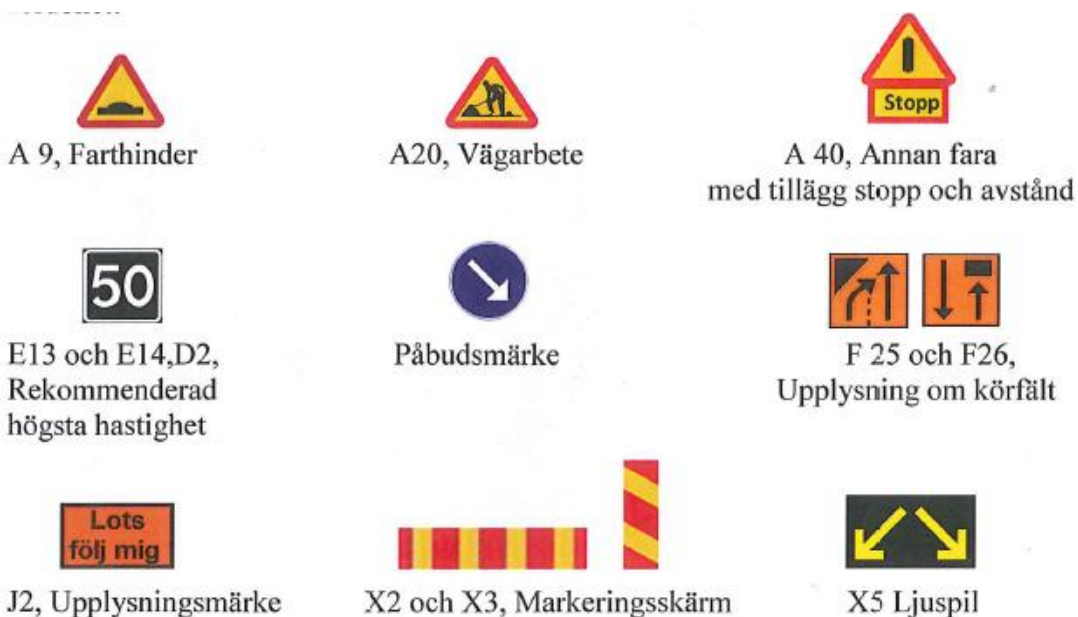 Stopp
A 9, Farthinder
A20, Vägarbete
A 40, Annan fara
med tillägg stopp och avstånd
50
E13 och E14,D2,
Rekommenderad
högsta hastighet
Påbudsmärke
F 25 och F26,
Upplysning om körfält
Lots
följ mig
J2, Upplysningsmärke
X2 och X3, Markeringsskärm
X5 Ljuspil